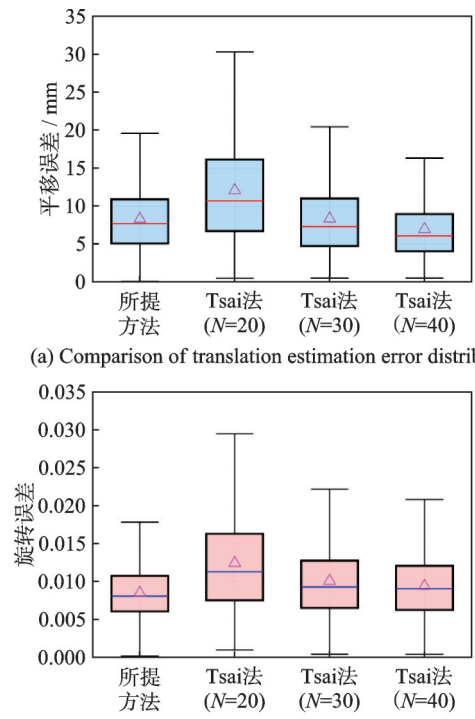 35
30
25
20
15
10
5
0
平移误差 / mm
所提 Tsai法 Tsai法 Tsai法
方法 (N=20) (N=30) (N=40)
(a) Comparison of translation estimation error distrib
0.035
0.030
0.025
0.020
0.015
0.010
0.005
0.000
旋转误差
所提 Tsai法 Tsai法 Tsai法
方法 (N=20) (N=30) (N=40)